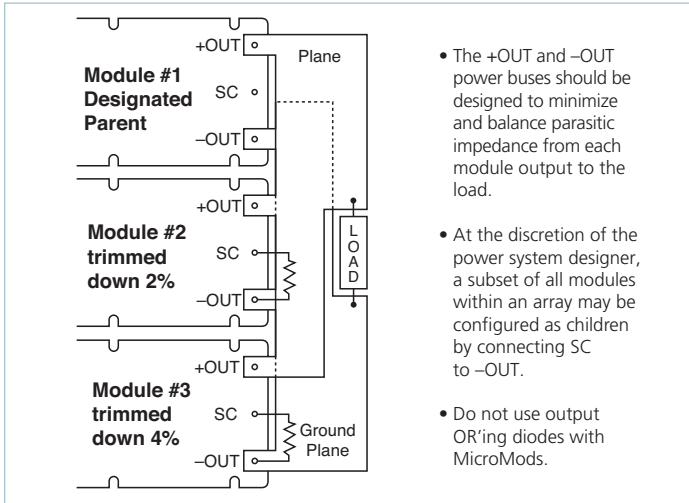 +OUT
Module #1
Designated
Parent
SC
–OUT
Plane
+OUT
Module #2
trimmed
down 2%
SC
–OUT
LOAD
+OUT
Module #3
trimmed
down 4%
SC
–OUT
Ground
Plane
• The +OUT and –OUT
power buses should be
designed to minimize
and balance parasitic
impedance from each
module output to the
load.
• At the discretion of the
power system designer,
a subset of all modules
within an array may be
configured as children
by connecting SC
to –OUT.
• Do not use output
OR’ing diodes with
MicroMods.